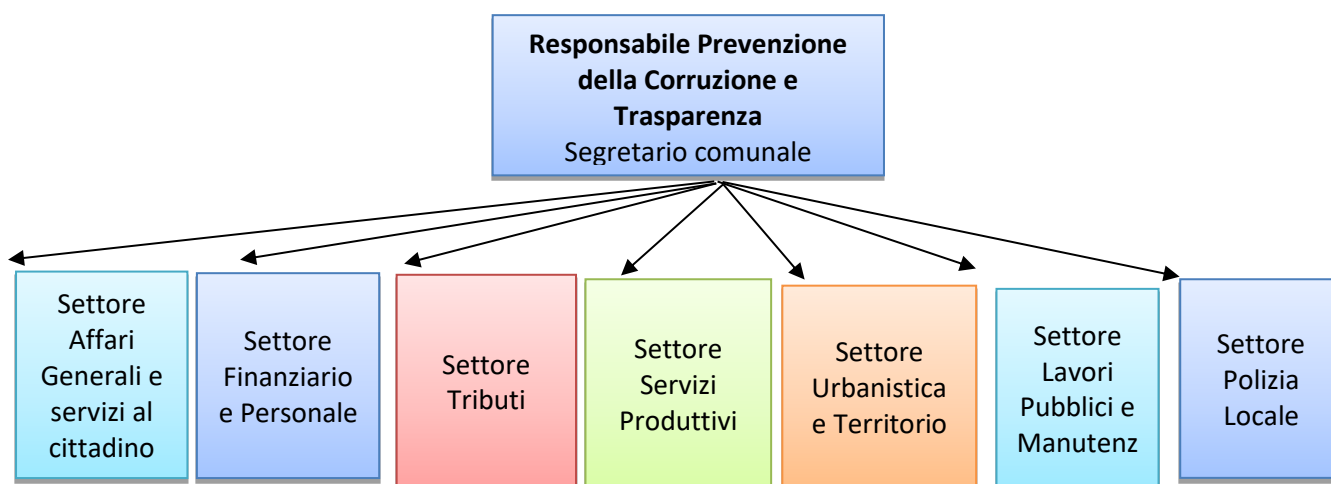 Responsabile Prevenzione
della Corruzione e
Trasparenza
Segretario comunale
Settore
Affari
Generali e
servizi al
cittadino
Settore
Finanziario
e Personale
Settore
Tributi
Settore
Servizi
Produttivi
Settore
Urbanistica
e Territorio
Settore
Lavori
Pubblici e
Manutenz
Settore
Polizia
Locale